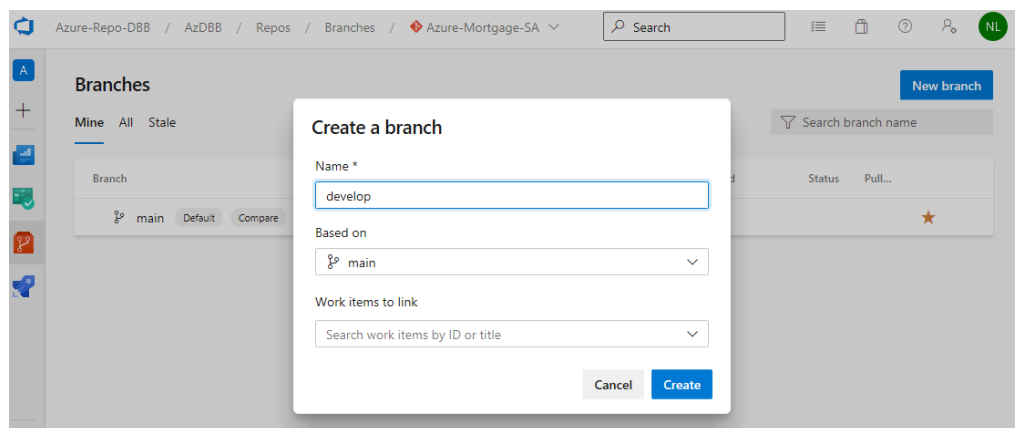 Azure-Repo-DBB / AzDBB / Repos / Branches / Azure-Mortgage-SA Search NL
A
Branches New branch
Mine All Stale Search branch name
Create a branch
Name *
develop
Branch d Status Pull...
main Default Compare
Based on
main
Work items to link
Search work items by ID or title
Cancel Create